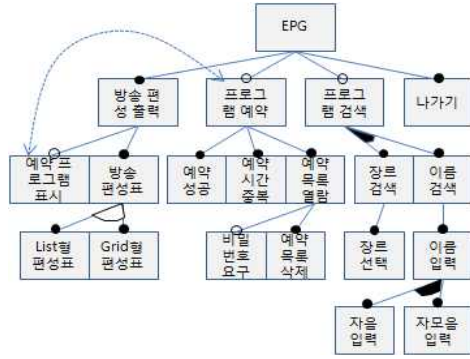 EPG
방송 편
성 출력
프로그
램 예약
프로그
램 검색
나가기
예약 프
로그램
표시
방송
편성표
예약
성공
예약
시간
중복
예약
목록
열람
장르
검색
이름
검색
List형
편성표
Grid형
편성표
비밀
번호
요구
예약
목록
삭제
장르
선택
이름
입력
자음
입력
자모음
입력